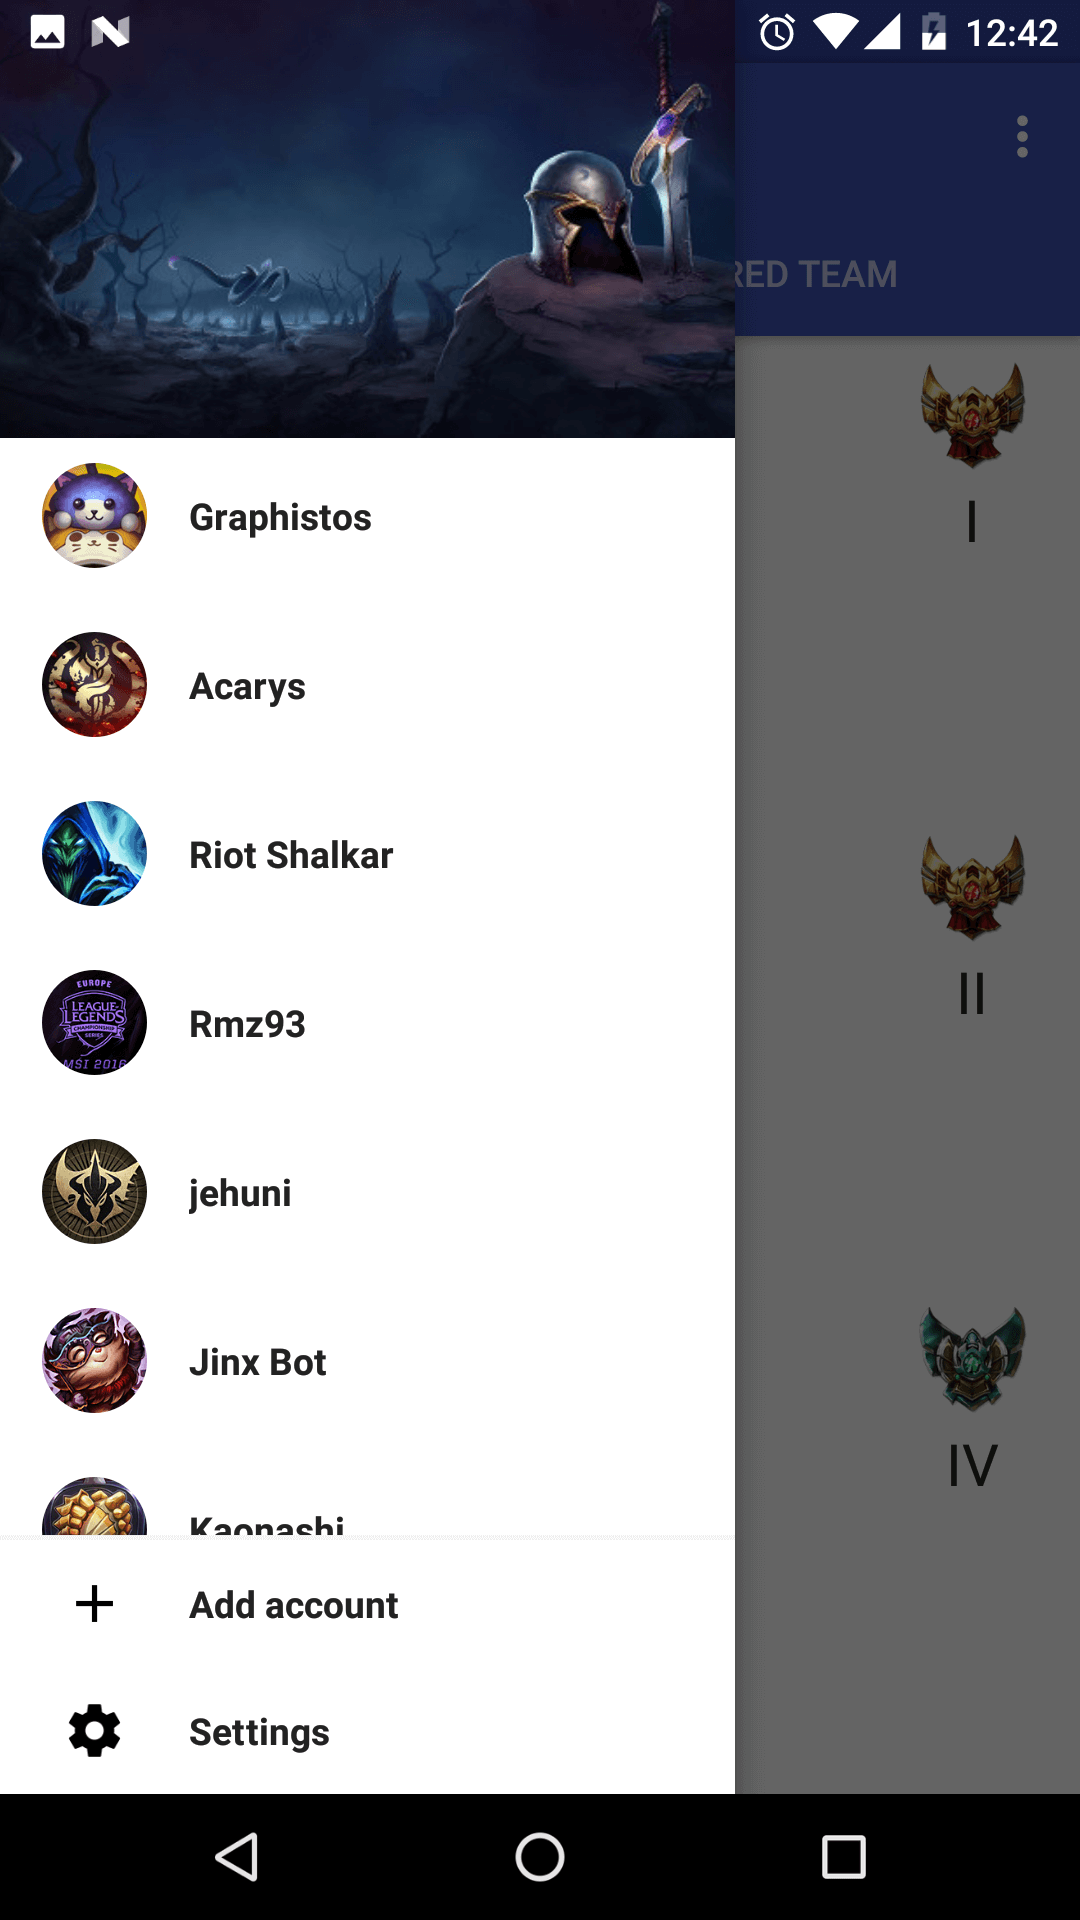 12:42
RED TEAM
Graphistos
I
Acarys
Riot Shalkar
EUROPE
LEAGUE
LEGENDS
CHAMPIONSHIP
SERIES
MSI 2016
Rmz93
II
jehuni
Jinx Bot
IV
Kaonashi
Add account
Settings